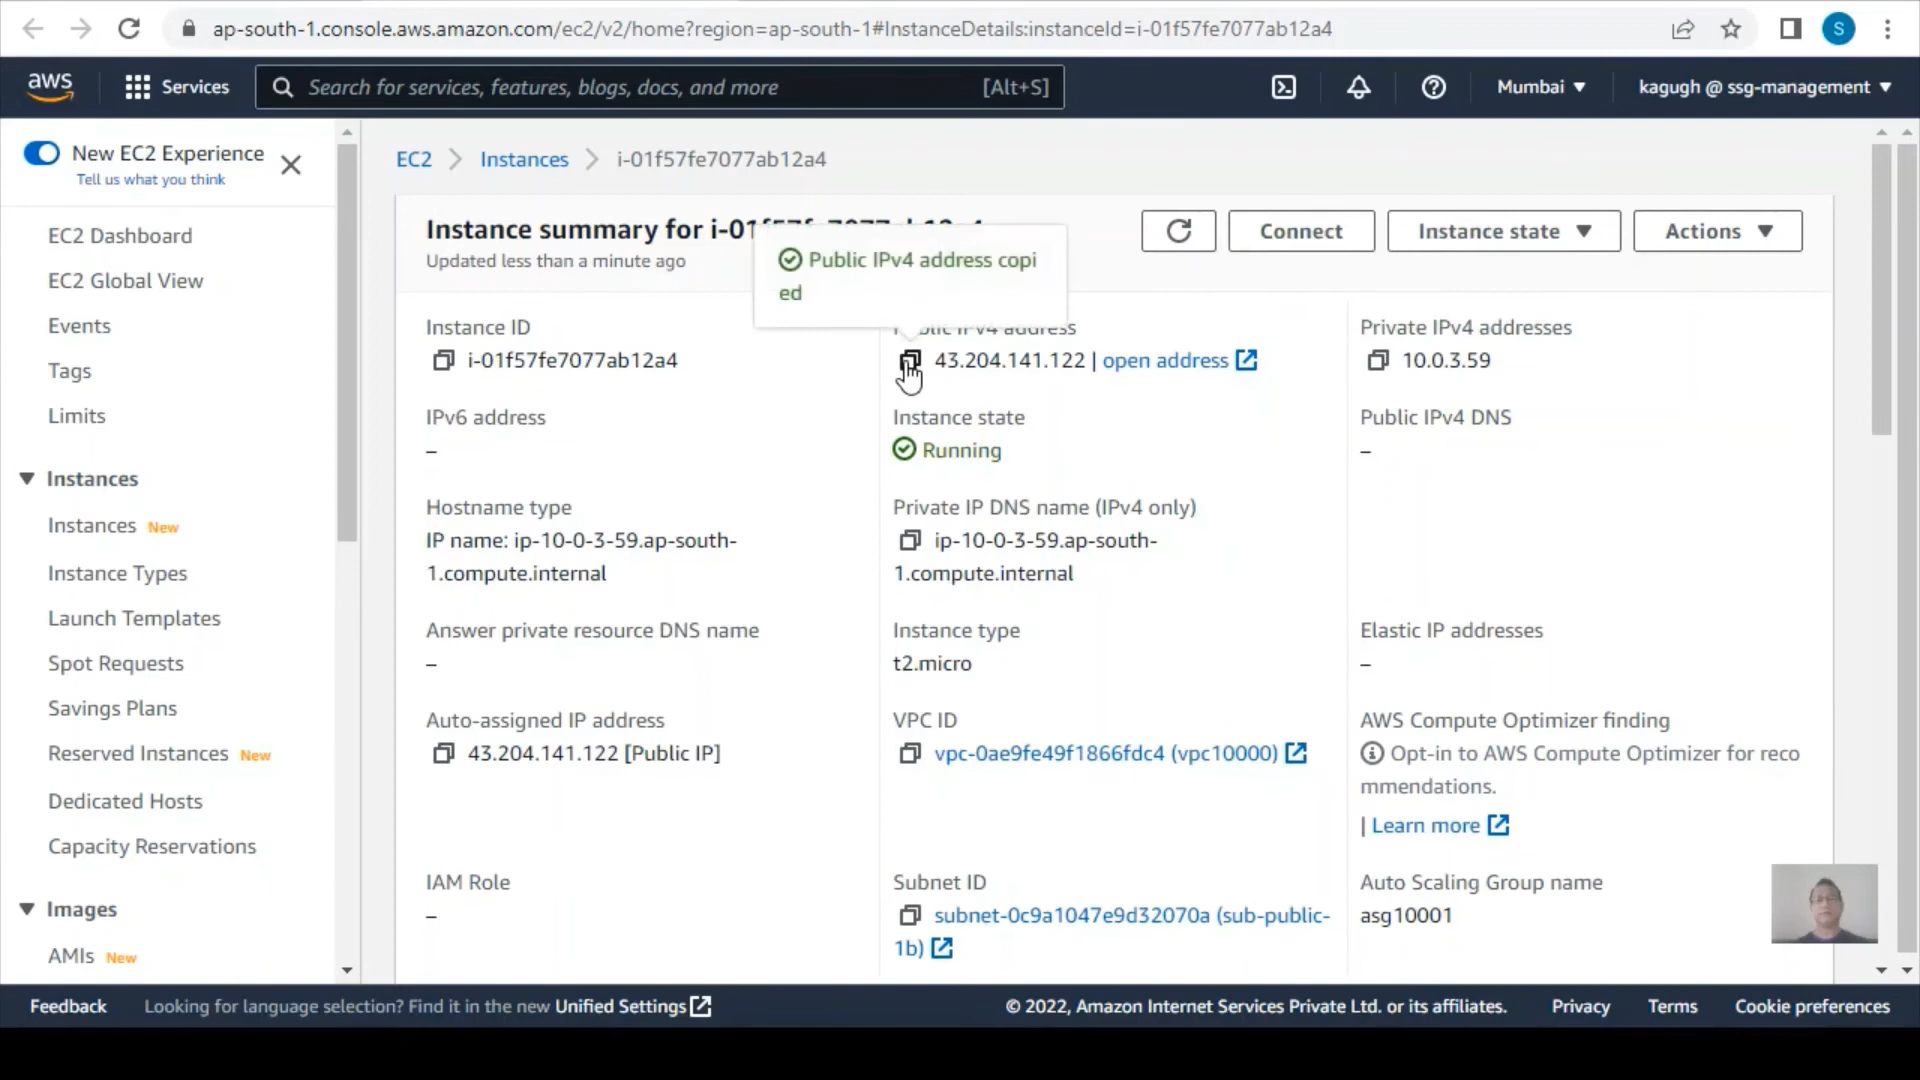 ap-south-1.console.aws.amazon.com/ec2/v2/home?region=ap-south-1#InstanceDetails:instanceId=i-01f57fe7077ab12a4
S
aws
Services
Search for services, features, blogs, docs, and more
[Alt+S]
Mumbai
kagugh @ ssg-management
New EC2 Experience
Tell us what you think
EC2 Dashboard
EC2 Global View
Events
Tags
Limits
Instances
Instances New
Instance Types
Launch Templates
Spot Requests
Savings Plans
Reserved Instances New
Dedicated Hosts
Capacity Reservations
Images
AMIs New
EC2
Instances
i-01f57fe7077ab12a4
Instance summary for
Updated less than a minute ago
Connect
Instance state
Actions
Public IPv4 address copi
ed
Instance ID
i-01f57fe7077ab12a4
Public IPv4 address
43.204.141.122 | open address
Private IPv4 addresses
10.0.3.59
IPv6 address
–
Instance state
Running
Public IPv4 DNS
–
Hostname type
IP name: ip-10-0-3-59.ap-south-
1.compute.internal
Private IP DNS name (IPv4 only)
ip-10-0-3-59.ap-south-
1.compute.internal
Answer private resource DNS name
–
Instance type
t2.micro
Elastic IP addresses
–
Auto-assigned IP address
43.204.141.122 [Public IP]
VPC ID
vpc-0ae9fe49f1866fdc4 (vpc10000)
AWS Compute Optimizer finding
Opt-in to AWS Compute Optimizer for reco
mmendations.
| Learn more
IAM Role
–
Subnet ID
subnet-0c9a1047e9d32070a (sub-public-
1b)
Auto Scaling Group name
asg10001
Feedback
Looking for language selection? Find it in the new Unified Settings
© 2022, Amazon Internet Services Private Ltd. or its affiliates.
Privacy
Terms
Cookie preferences